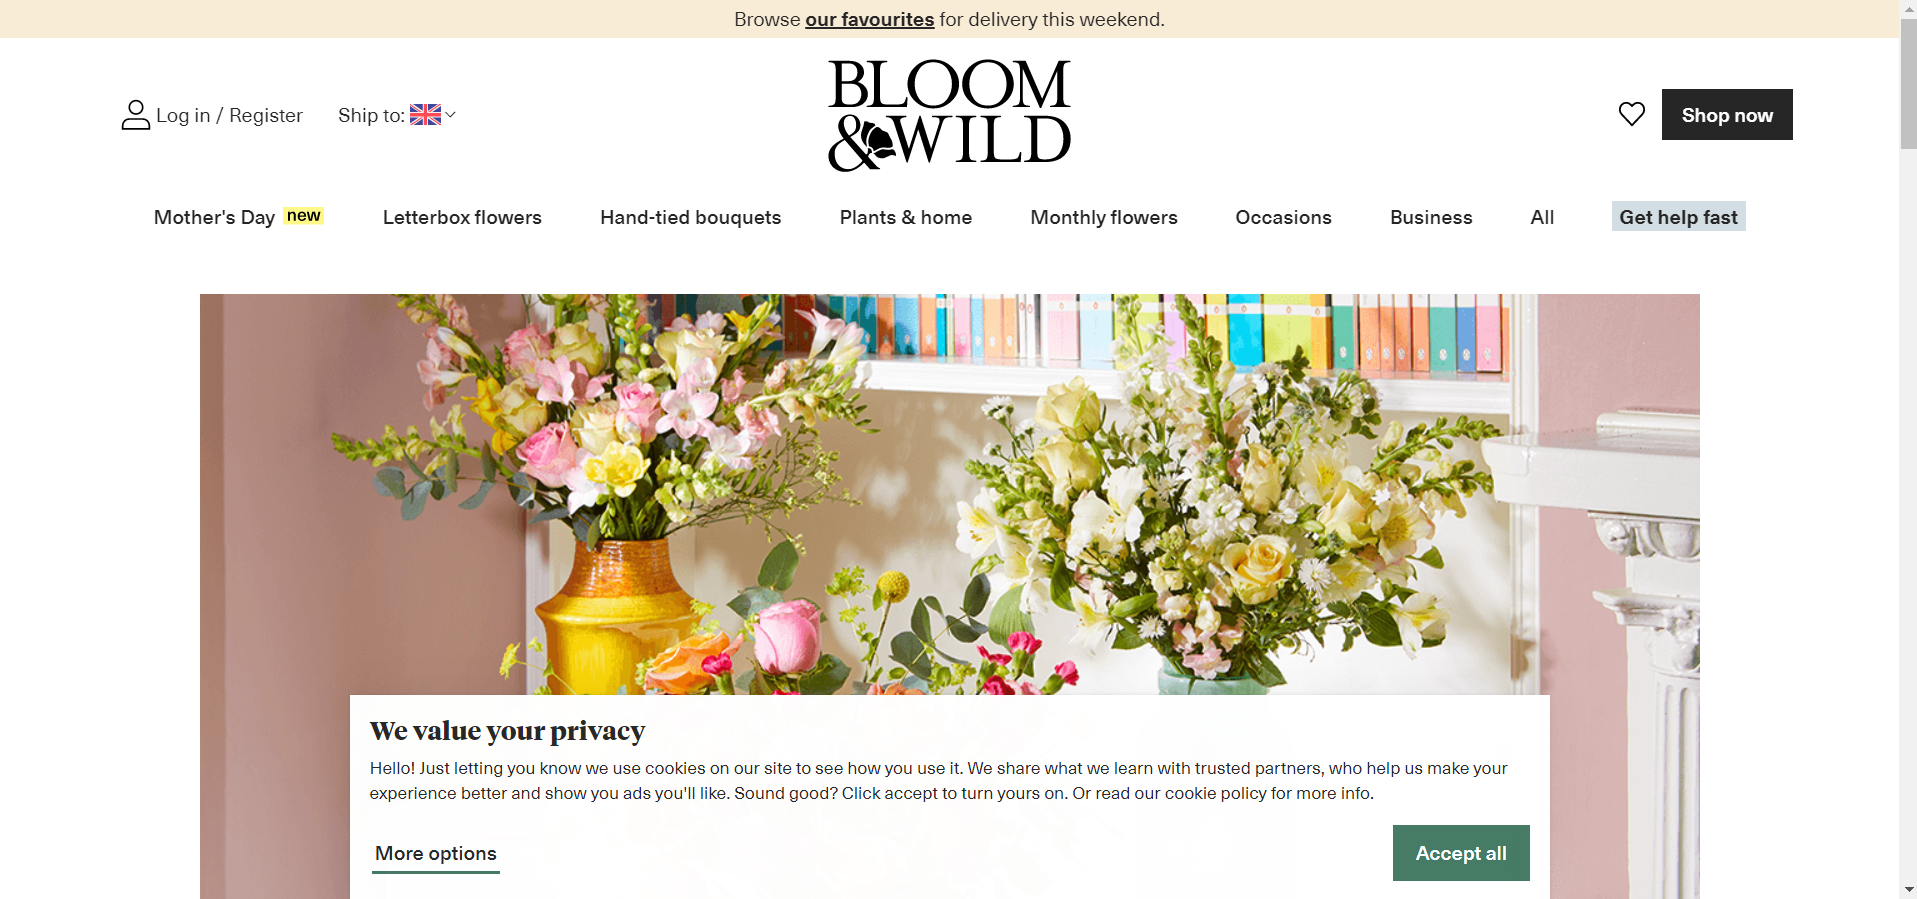 Browse our favourites for delivery this weekend.
Log in / Register
Ship to:
BLOOM
&WILD
Shop now
Mother's Day new
Letterbox flowers
Hand-tied bouquets
Plants & home
Monthly flowers
Occasions
Business
All
Get help fast
We value your privacy
Hello! Just letting you know we use cookies on our site to see how you use it. We share what we learn with trusted partners, who help us make your
experience better and show you ads you'll like. Sound good? Click accept to turn yours on. Or read our cookie policy for more info.
More options
Accept all